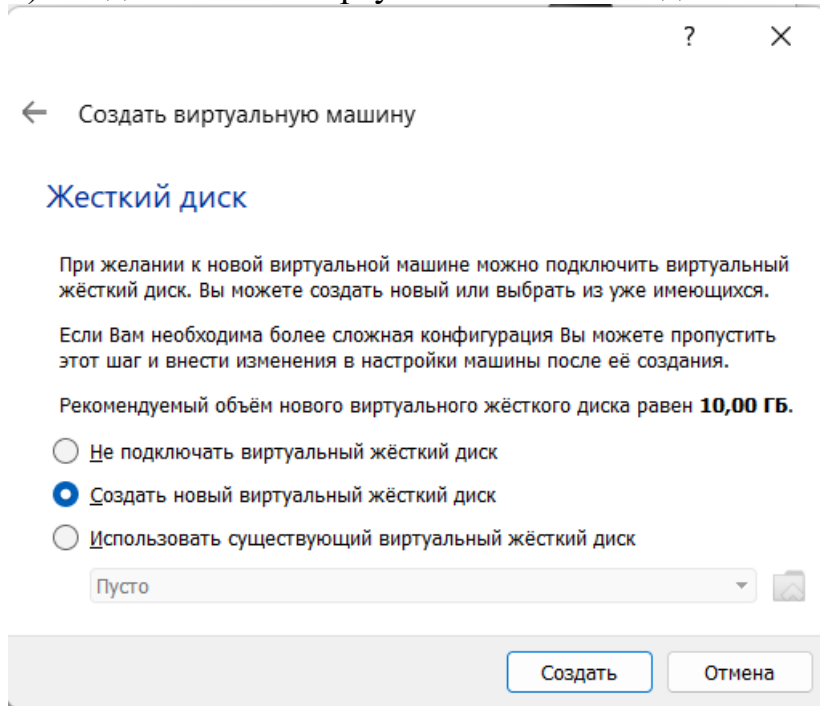 ?
Создать виртуальную машину
Жесткий диск
При желании к новой виртуальной машине можно подключить виртуальный
жёсткий диск. Вы можете создать новый или выбрать из уже имеющихся.
Если Вам необходима более сложная конфигурация Вы можете пропустить
этот шаг и внести изменения в настройки машины после её создания.
Рекомендуемый объём нового виртуального жёсткого диска равен 10,00 ГБ.
Не подключать виртуальный жёсткий диск
Создать новый виртуальный жёсткий диск
Использовать существующий виртуальный жёсткий диск
Пусто
Создать Отмена